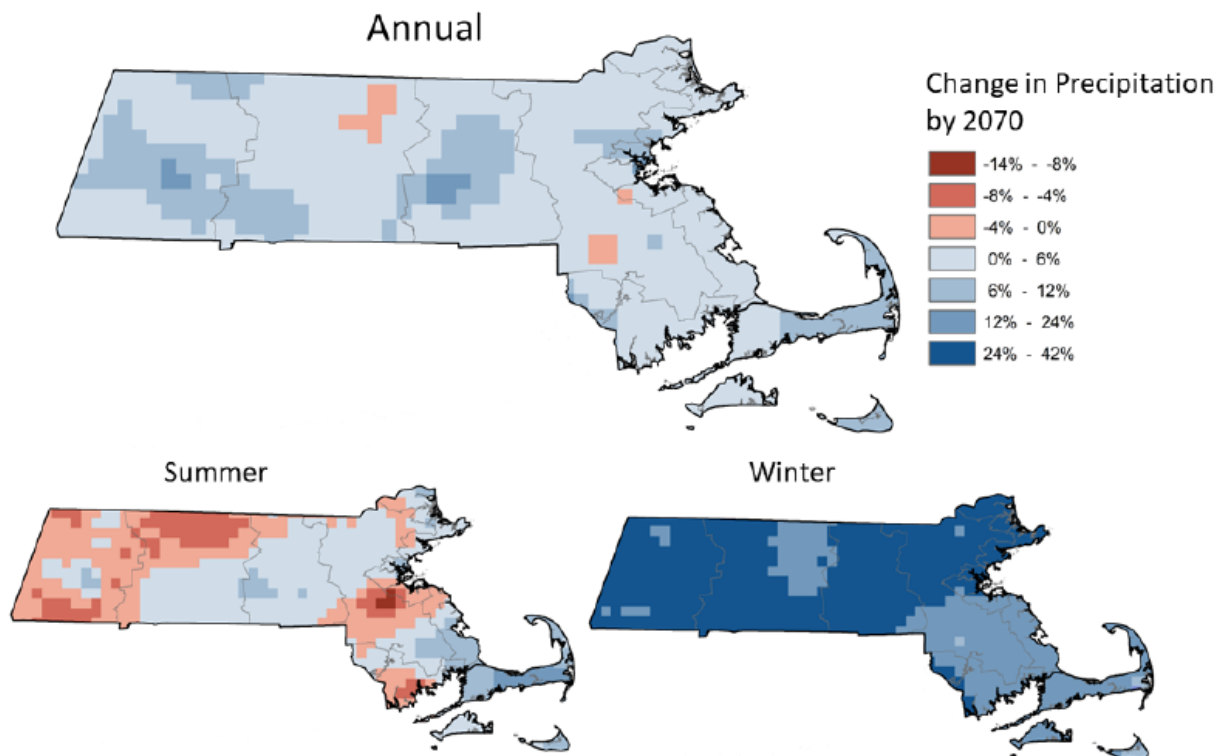 Annual
Change in Precipitation
by 2070
-14% - -8%
-8% - -4%
-4% - 0%
0% - 6%
6% - 12%
12% - 24%
24% - 42%
Summer
Winter